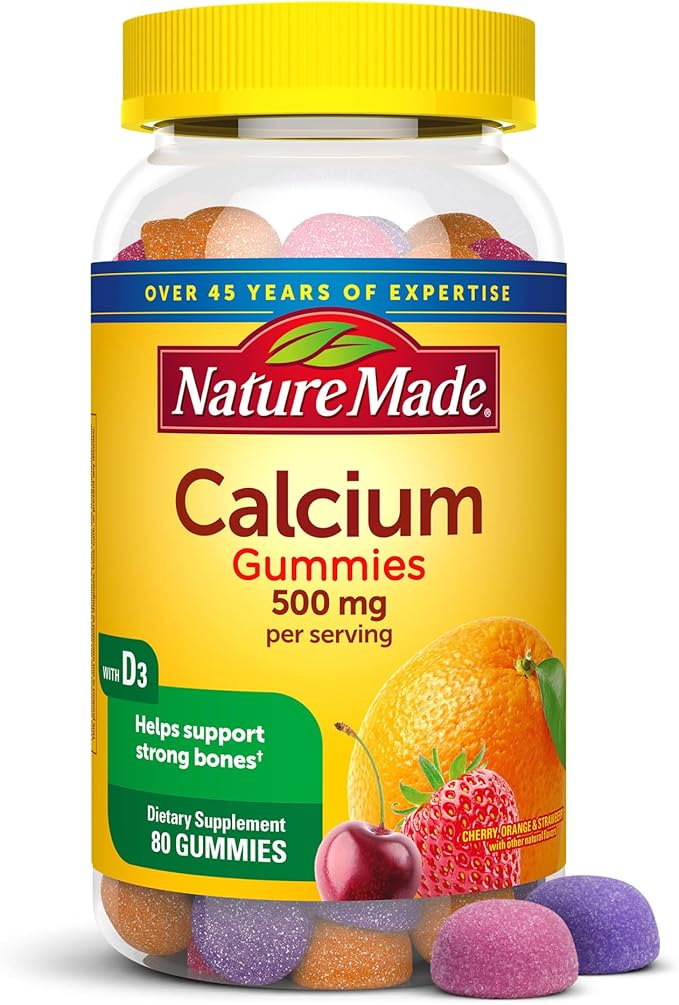 OVER 45 YEARS OF EXPERTISE
Nature Made®
Calcium
Gummies
500 mg
per serving
WITH D3
Helps support
strong bones†
Dietary Supplement
80 GUMMIES
CHERRY, ORANGE & STRAWBERRY
with other natural flavors